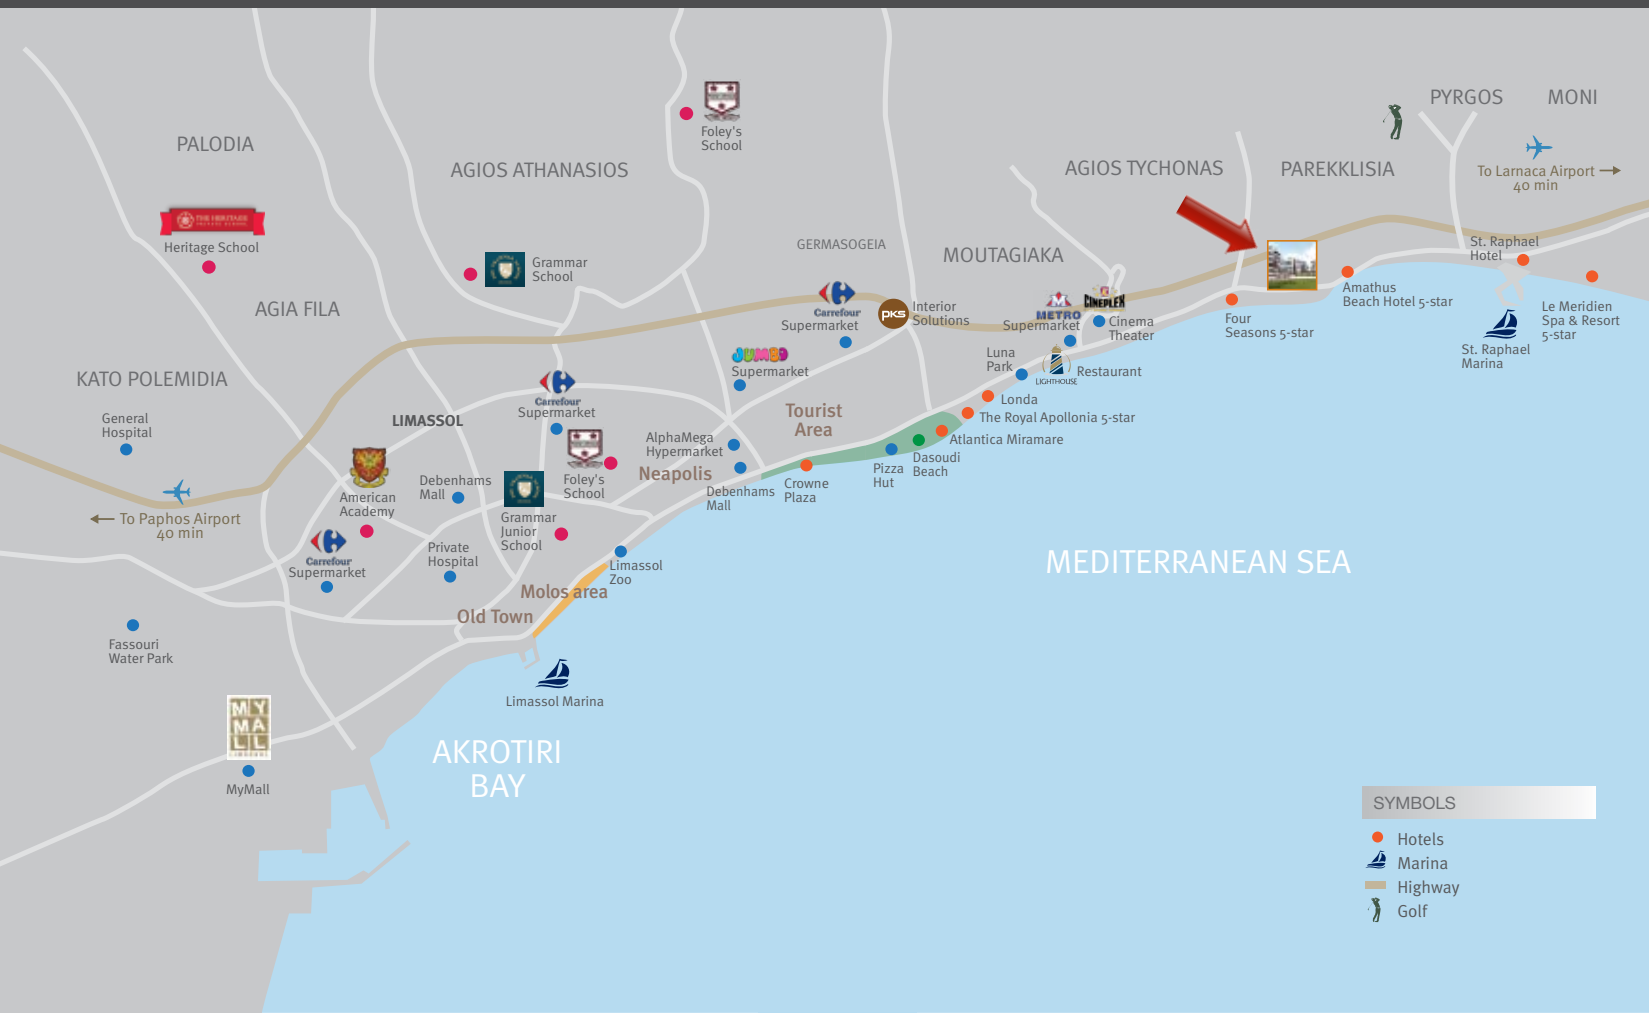 PYRGOS
MONI
PALODIA
AGIOS ATHANASIOS
Foley's
School
AGIOS TYCHONAS
PAREKKLISIA
To Larnaca Airport
40 min
THE HERITAGE
Heritage School
Grammar
School
GERMASOGEIA
MOUTAGIAKA
St. Raphael
Hotel
AGIA FILA
Carrefour
Supermarket
pks
Interior
Solutions
METRO
Supermarket
CINEPLEX
Cinema
Theater
Four
Seasons 5-star
Amathus
Beach Hotel 5-star
Le Meridien
Spa & Resort
5-star
St. Raphael
Marina
JUMBO
Supermarket
Luna
Park
LIGHTHOUSE
Restaurant
KATO POLEMIDIA
General
Hospital
LIMASSOL
Carrefour
Supermarket
Tourist
Area
Londa
The Royal Apollonia 5-star
Atlantica Miramare
Dasoudi
Beach
Pizza
Hut
Crowne
Plaza
AlphaMega
Hypermarket
Neapolis
Debenhams
Mall
Foley's
School
American
Academy
Debenhams
Mall
Grammar
Junior
School
To Paphos Airport
40 min
Carrefour
Supermarket
Private
Hospital
Limassol
Zoo
Molos area
Old Town
MEDITERRANEAN SEA
Fassouri
Water Park
Limassol Marina
MY
MA
LL
MyMall
AKROTIRI
BAY
SYMBOLS
Hotels
Marina
Highway
Golf